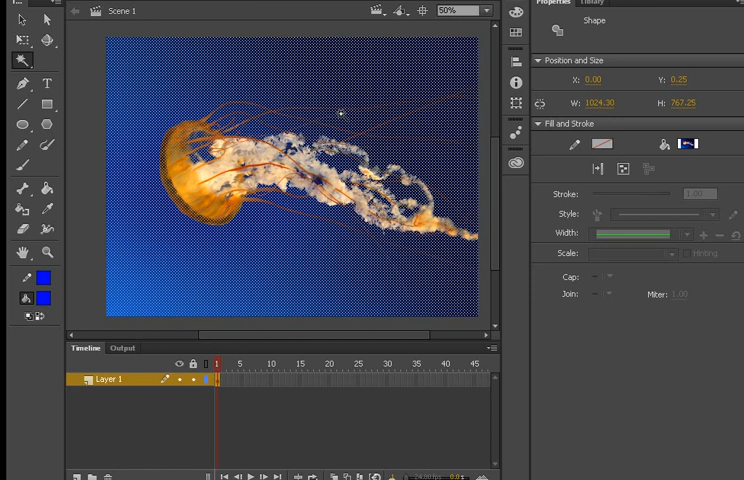 Scene 1
50%
Properties
Library
Shape
Position and Size
X: 0.00
Y: 0.25
W: 1024.30
H: 767.25
Fill and Stroke
Stroke:
1.00
Style:
Width:
Scale:
Hinting
Cap:
Join:
Miter: 1.00
Timeline
Output
1 5 10 15 20 25 30 35 40 45
Layer 1